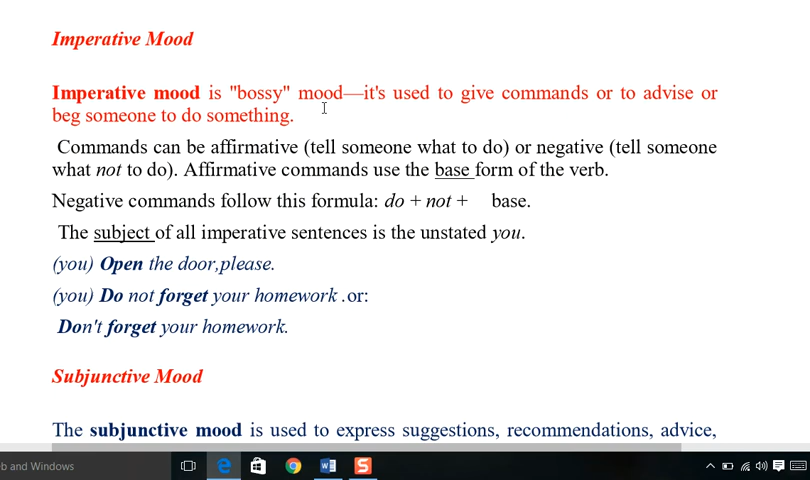 Imperative Mood
Imperative mood is "bossy" mood—it's used to give commands or to advise or
beg someone to do something.
Commands can be affirmative (tell someone what to do) or negative (tell someone
what not to do). Affirmative commands use the base form of the verb.
Negative commands follow this formula: do + not + base.
The subject of all imperative sentences is the unstated you.
(you) Open the door,please.
(you) Do not forget your homework .or:
Don't forget your homework.
Subjunctive Mood
The subjunctive mood is used to express suggestions, recommendations, advice,
b and Windows